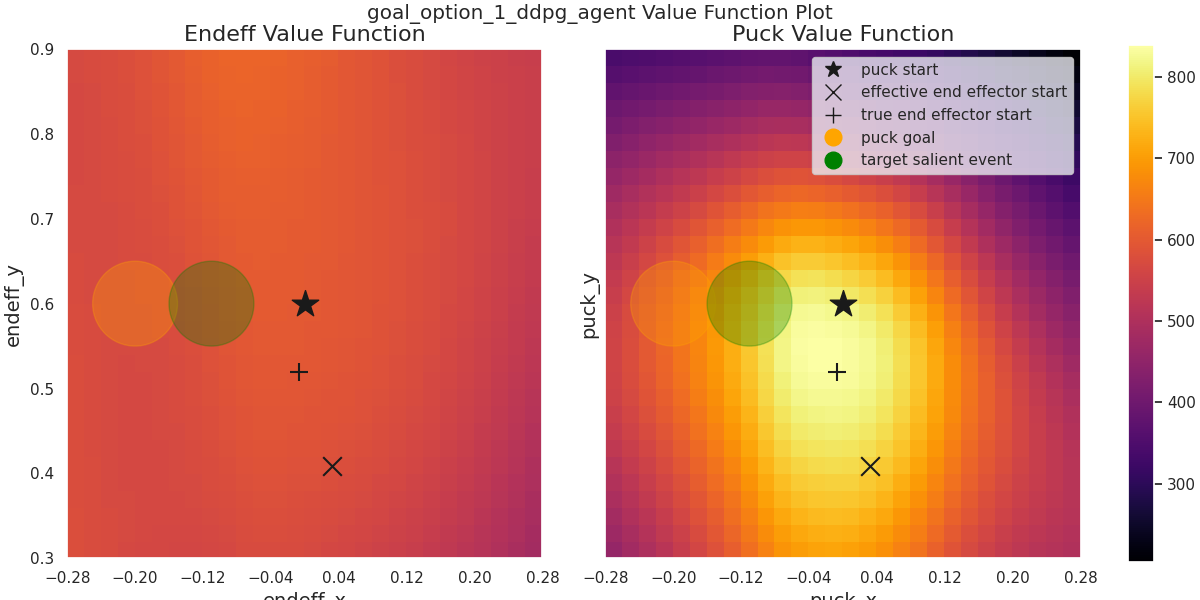 goal_option_1_ddpg_agent Value Function Plot
Endeff Value Function
Puck Value Function
puck start
effective end effector start
true end effector start
puck goal
target salient event
endeff_y
0.9
0.8
0.7
0.6
0.5
0.4
0.3
−0.28 −0.20 −0.12 −0.04 0.04 0.12 0.20 0.28
endeff_x
puck_y
−0.28 −0.20 −0.12 −0.04 0.04 0.12 0.20 0.28
puck_x
800
700
600
500
400
300